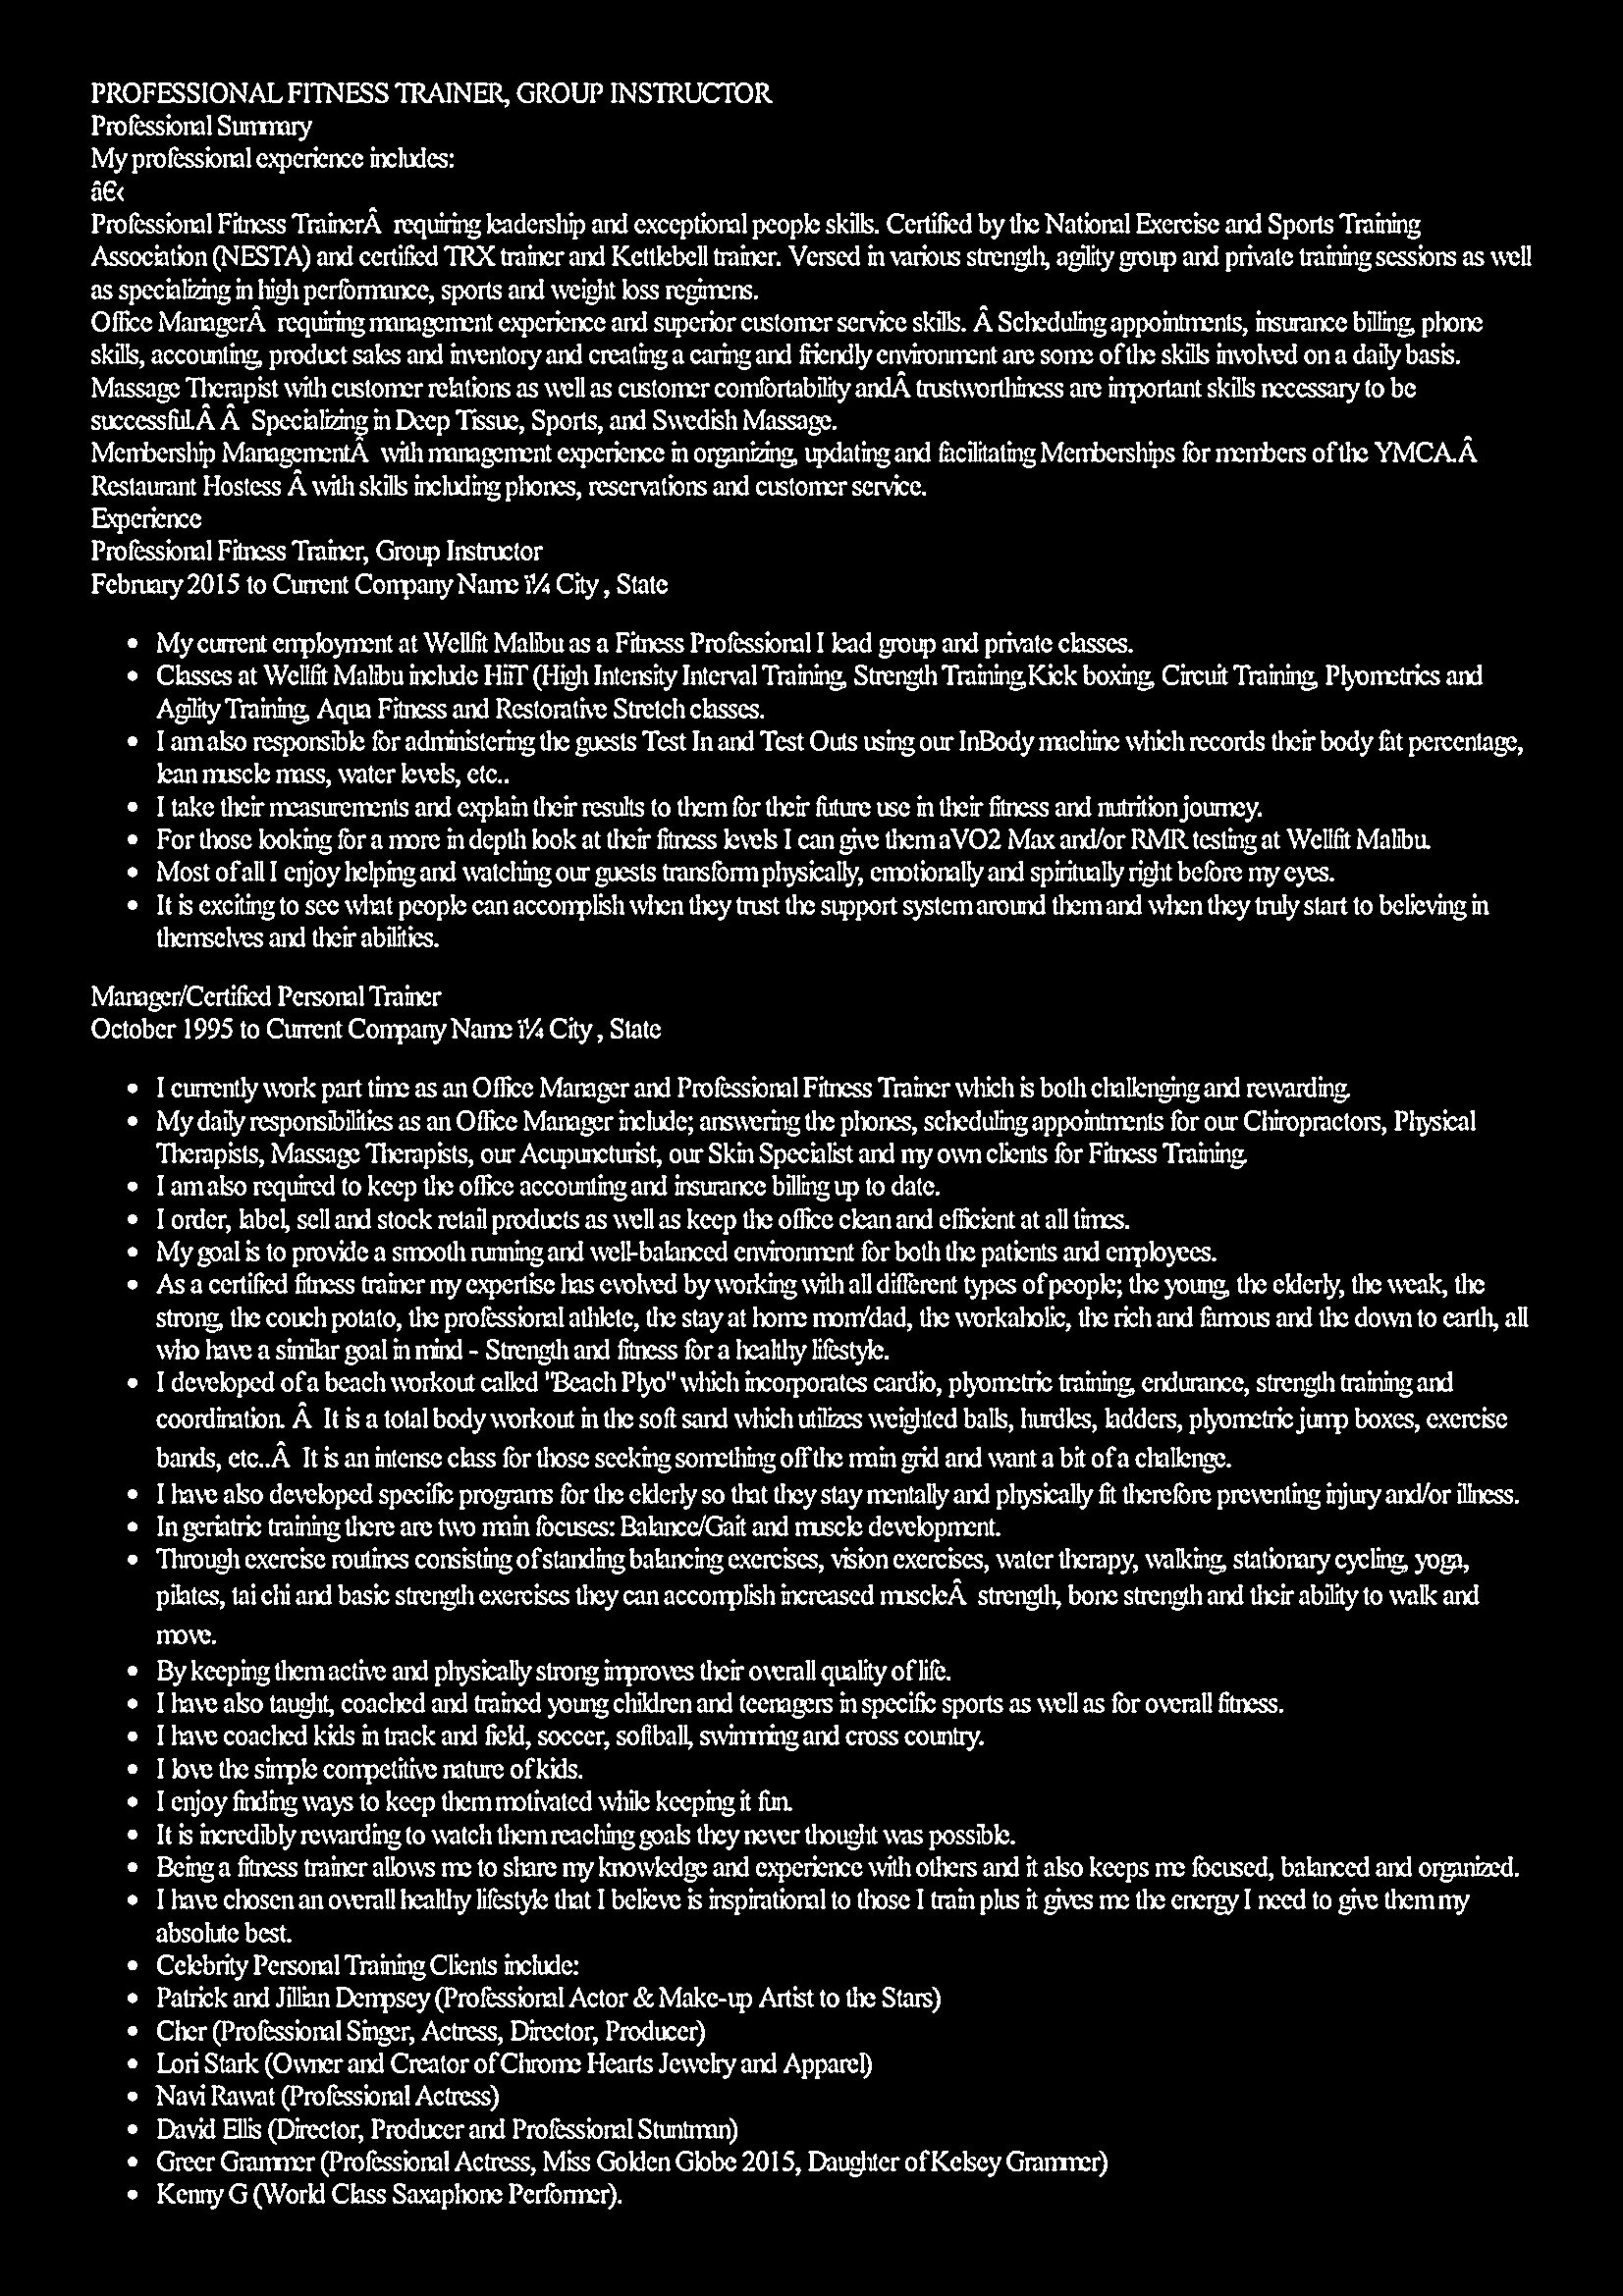 PROFESSIONAL FITNESS TRAINER, GROUP INSTRUCTOR
Professional Summary
My professional experience includes:
â€‹
Professional Fitness TrainerÂ requiring leadership and exceptional people skills. Certified by the National Exercise and Sports Training
Association (NESTA) and certified TRX trainer and Kettlebell trainer. Versed in various strength, agility group and private training sessions as well
as specializing in high performance, sports and weight loss regimens.
Office ManagerÂ requiring management experience and superior customer service skills. Â Scheduling appointments, insurance billing, phone
skills, accounting, product sales and inventory and creating a caring and friendly environment are some of the skills involved on a daily basis.
Massage Therapist with customer relations as well as customer comfortability andÂ trustworthiness are important skills necessary to be
successful.Â Â Specializing in Deep Tissue, Sports, and Swedish Massage.
Membership ManagementÂ with management experience in organizing, updating and facilitating Memberships for members of the YMCA.Â
Restaurant Hostess Â with skills including phones, reservations and customer service.
Experience
Professional Fitness Trainer, Group Instructor
February 2015 to Current Company Name ï¼ City , State
• My current employment at Wellfit Malibu as a Fitness Professional I lead group and private classes.
• Classes at Wellfit Malibu include HiiT (High Intensity Interval Training, Strength Training,Kick boxing, Circuit Training, Plyometrics and
Agility Training, Aqua Fitness and Restorative Stretch classes.
• I am also responsible for administering the guests Test In and Test Outs using our InBody machine which records their body fat percentage,
lean muscle mass, water levels, etc..
• I take their measurements and explain their results to them for their future use in their fitness and nutrition journey.
• For those looking for a more in depth look at their fitness levels I can give them aVO2 Max and/or RMR testing at Wellfit Malibu.
• Most of all I enjoy helping and watching our guests transform physically, emotionally and spiritually right before my eyes.
• It is exciting to see what people can accomplish when they trust the support system around them and when they truly start to believing in
themselves and their abilities.
Manager/Certified Personal Trainer
October 1995 to Current Company Name ï¼ City , State
• I currently work part time as an Office Manager and Professional Fitness Trainer which is both challenging and rewarding.
• My daily responsibilities as an Office Manager include; answering the phones, scheduling appointments for our Chiropractors, Physical
Therapists, Massage Therapists, our Acupuncturist, our Skin Specialist and my own clients for Fitness Training.
• I am also required to keep the office accounting and insurance billing up to date.
• I order, label, sell and stock retail products as well as keep the office clean and efficient at all times.
• My goal is to provide a smooth running and well-balanced environment for both the patients and employees.
• As a certified fitness trainer my expertise has evolved by working with all different types of people; the young, the elderly, the weak, the
strong, the couch potato, the professional athlete, the stay at home mom/dad, the workaholic, the rich and famous and the down to earth, all
who have a similar goal in mind - Strength and fitness for a healthy lifestyle.
• I developed of a beach workout called "Beach Plyo" which incorporates cardio, plyometric training, endurance, strength training and
coordination. Â It is a total body workout in the soft sand which utilizes weighted balls, hurdles, ladders, plyometric jump boxes, exercise
bands, etc..Â It is an intense class for those seeking something off the main grid and want a bit of a challenge.
• I have also developed specific programs for the elderly so that they stay mentally and physically fit therefore preventing injury and/or illness.
• In geriatric training there are two main focuses: Balance/Gait and muscle development.
• Through exercise routines consisting of standing balancing exercises, vision exercises, water therapy, walking, stationary cycling, yoga,
pilates, tai chi and basic strength exercises they can accomplish increased muscleÂ strength, bone strength and their ability to walk and
move.
• By keeping them active and physically strong improves their overall quality of life.
• I have also taught, coached and trained young children and teenagers in specific sports as well as for overall fitness.
• I have coached kids in track and field, soccer, softball, swimming and cross country.
• I love the simple competitive nature of kids.
• I enjoy finding ways to keep them motivated while keeping it fun.
• It is incredibly rewarding to watch them reaching goals they never thought was possible.
• Being a fitness trainer allows me to share my knowledge and experience with others and it also keeps me focused, balanced and organized.
• I have chosen an overall healthy lifestyle that I believe is inspirational to those I train plus it gives me the energy I need to give them my
absolute best.
• Celebrity Personal Training Clients include:
• Patrick and Jillian Dempsey (Professional Actor & Make-up Artist to the Stars)
• Cher (Professional Singer, Actress, Director, Producer)
• Lori Stark (Owner and Creator of Chrome Hearts Jewelry and Apparel)
• Navi Rawat (Professional Actress)
• David Ellis (Director, Producer and Professional Stuntman)
• Greer Grammer (Professional Actress, Miss Golden Globe 2015, Daughter of Kelsey Grammer)
• Kenny G (World Class Saxaphone Performer).